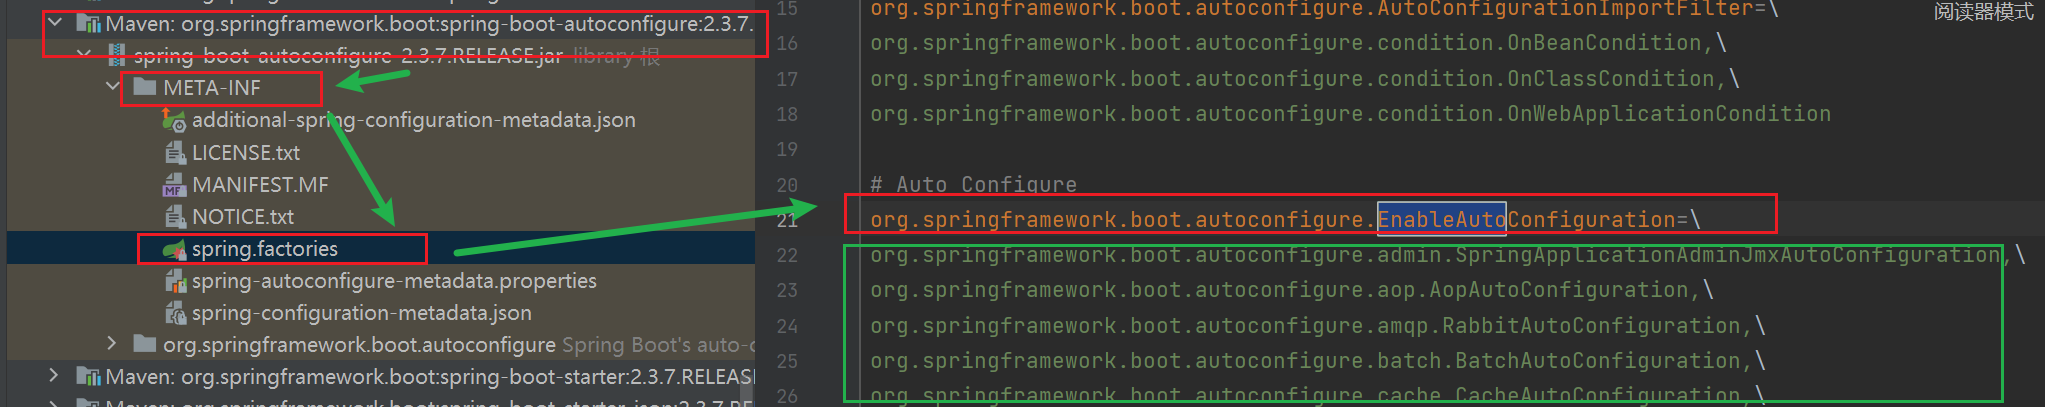 Maven: org.springframework.boot:spring-boot-autoconfigure:2.3.7.
spring-boot-autoconfigure-2.3.7.RELEASE.jar library 根
META-INF
additional-spring-configuration-metadata.json
LICENSE.txt
MANIFEST.MF
NOTICE.txt
spring.factories
spring-autoconfigure-metadata.properties
spring-configuration-metadata.json
org.springframework.boot.autoconfigure Spring Boot's auto-c
Maven: org.springframework.boot:spring-boot-starter:2.3.7.RELEASE
Maven: org.springframework.boot:spring-boot-starter-json:2.3.7.RE
阅读器模式
15 org.springframework.boot.autoconfigure.AutoConfigurationImportFilter=\
16 org.springframework.boot.autoconfigure.condition.OnBeanCondition,\
17 org.springframework.boot.autoconfigure.condition.OnClassCondition,\
18 org.springframework.boot.autoconfigure.condition.OnWebApplicationCondition
19
20 # Auto Configure
21 org.springframework.boot.autoconfigure.EnableAutoConfiguration=\
22 org.springframework.boot.autoconfigure.admin.SpringApplicationAdminJmxAutoConfiguration,\
23 org.springframework.boot.autoconfigure.aop.AopAutoConfiguration,\
24 org.springframework.boot.autoconfigure.amqp.RabbitAutoConfiguration,\
25 org.springframework.boot.autoconfigure.batch.BatchAutoConfiguration,\
26 org.springframework.boot.autoconfigure.cache.CacheAutoConfiguration,\